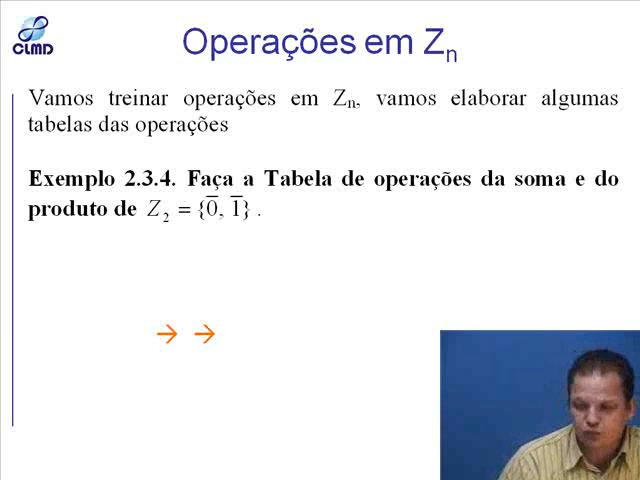 CLMD
Operações em Zn
Vamos treinar operações em Zn, vamos elaborar algumas
tabelas das operações
Exemplo 2.3.4. Faça a Tabela de operações da soma e do
produto de Z₂ = {0̅, 1̅} .
→ →